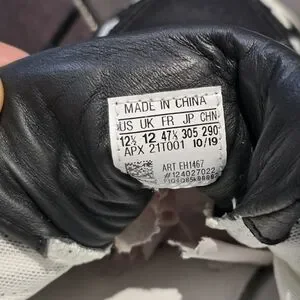 MADE IN CHINA
US UK FR JP CHN
12½ 12 47⅓ 305 290
APX 21T001 10/19
ART EH1467
#124027022